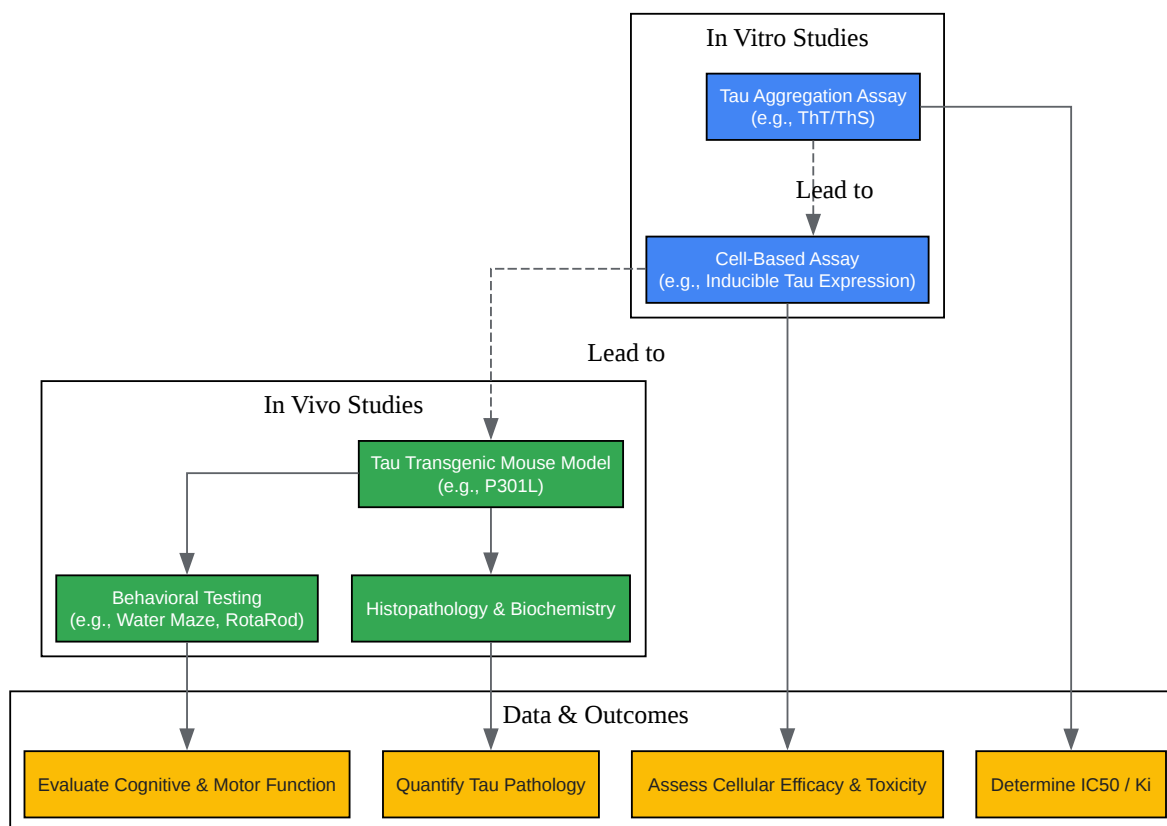 In Vitro Studies
Tau Aggregation Assay
(e.g., ThT/ThS)
Lead to
Cell-Based Assay
(e.g., Inducible Tau Expression)
Lead to
In Vivo Studies
Tau Transgenic Mouse Model
(e.g., P301L)
Behavioral Testing
(e.g., Water Maze, RotaRod)
Histopathology & Biochemistry
Data & Outcomes
Evaluate Cognitive & Motor Function
Quantify Tau Pathology
Assess Cellular Efficacy & Toxicity
Determine IC50 / Ki